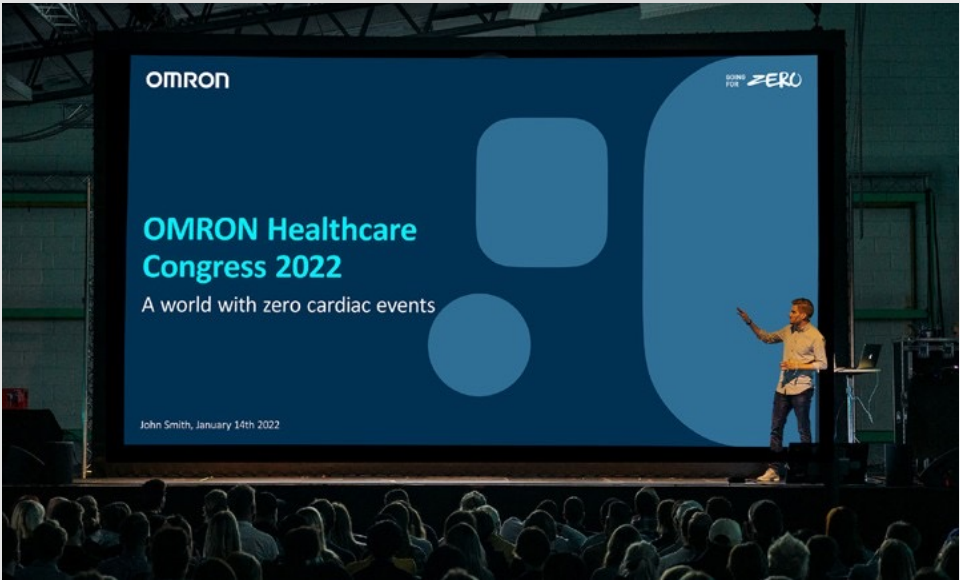 OMRON
GOING
FOR ZERO
OMRON Healthcare
Congress 2022
A world with zero cardiac events
John Smith, January 14th 2022